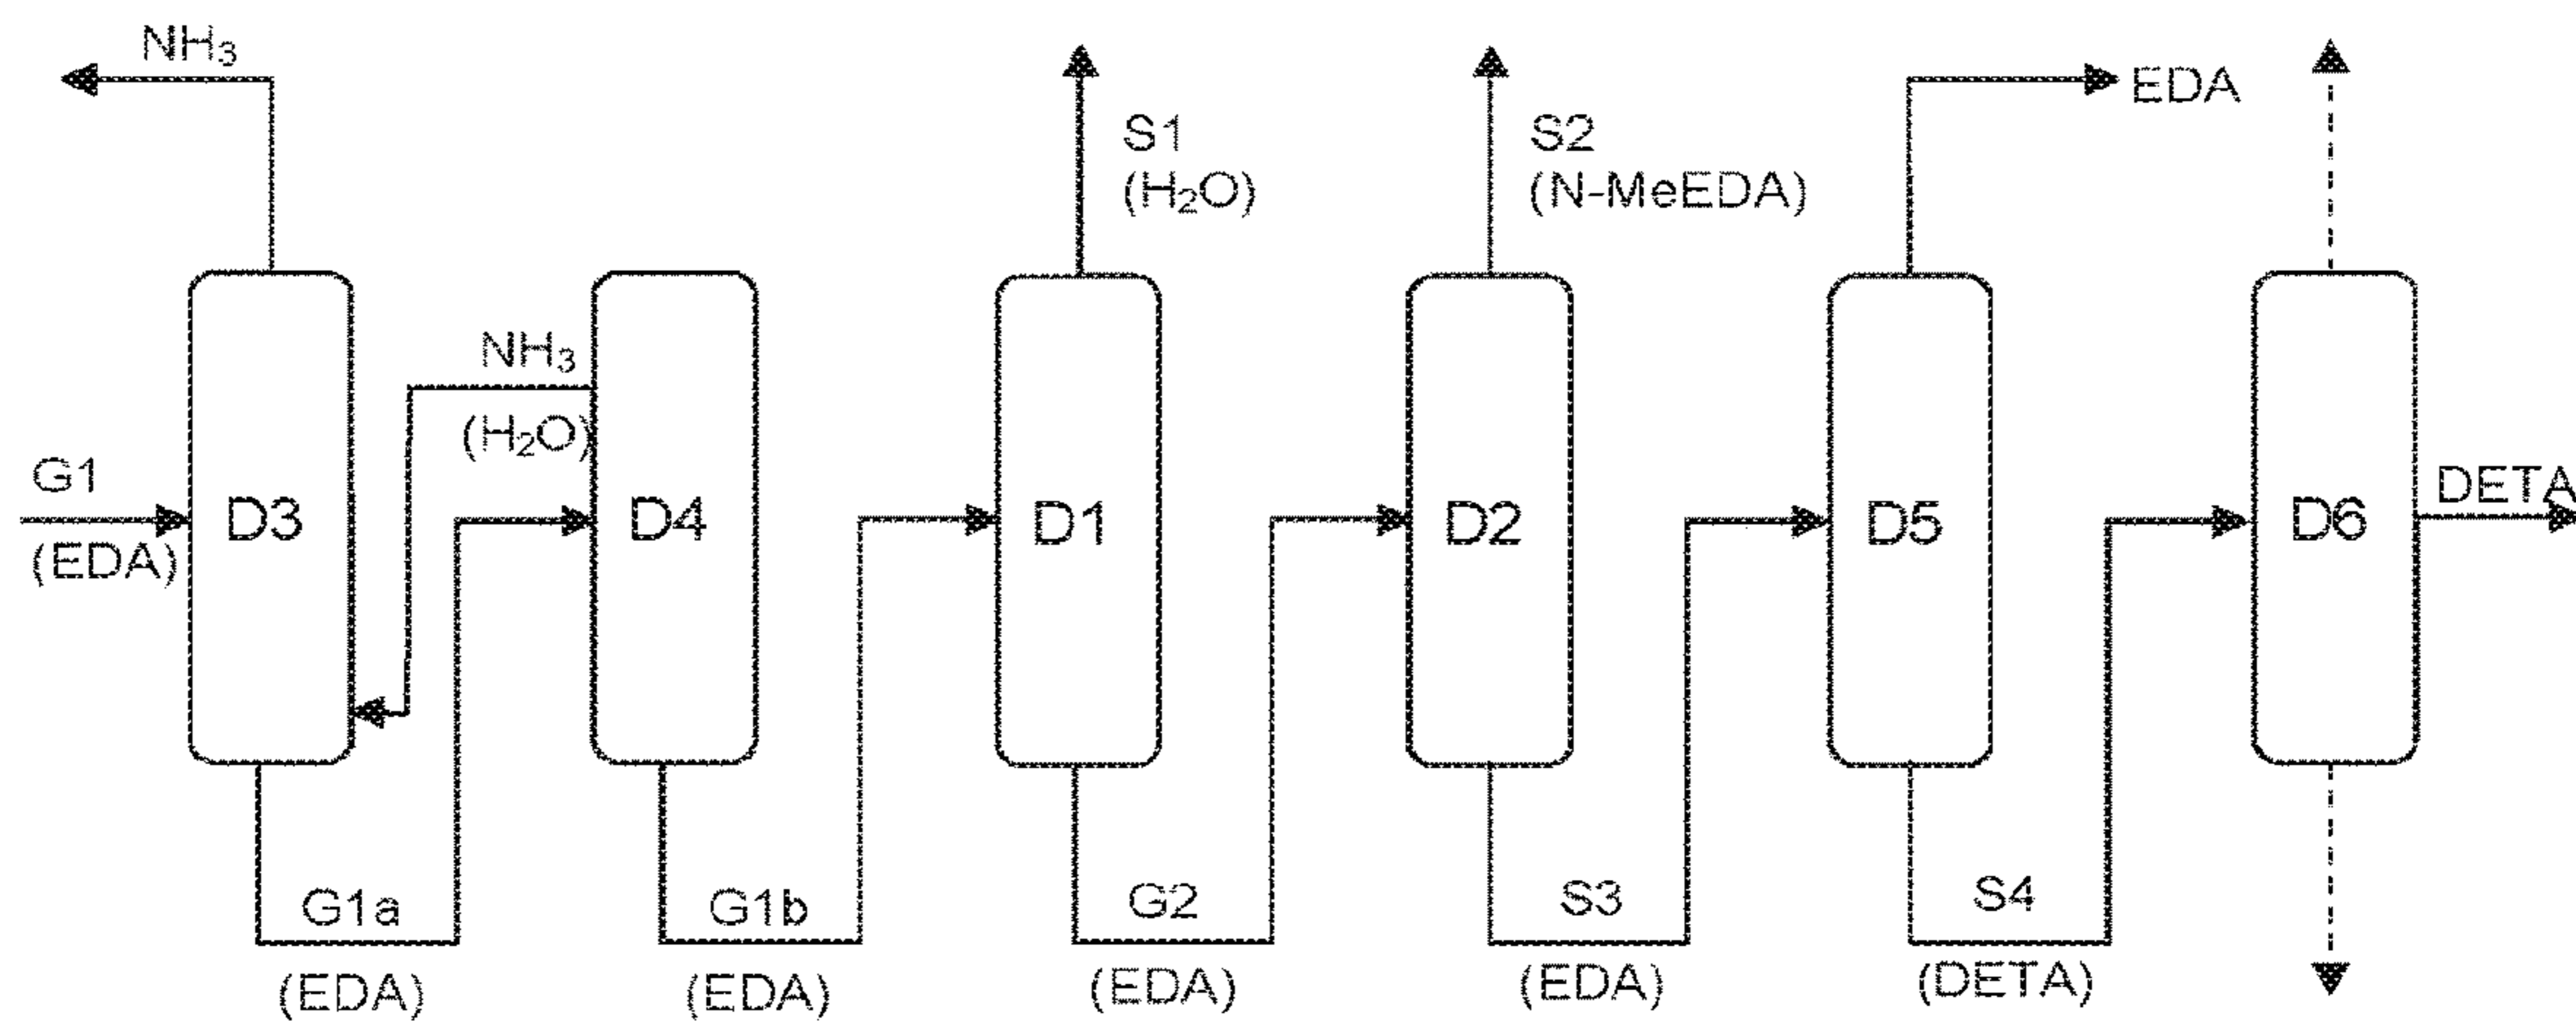 NH₃
S1
(H₂O)
S2
(N-MeEDA)
EDA
NH₃
(H₂O)
G1
(EDA)
D3
D4
D1
D2
D5
D6
DETA
G1a
(EDA)
G1b
(EDA)
G2
(EDA)
S3
(EDA)
S4
(DETA)